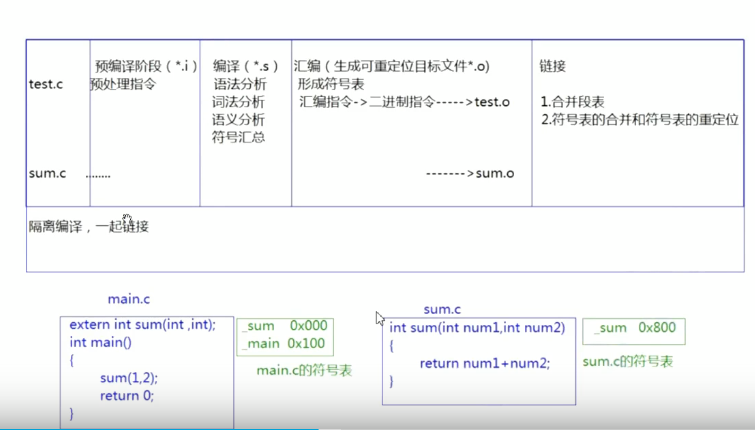 预编译阶段（*.i） 编译（*.s） 汇编（生成可重定位目标文件*.o) 链接
test.c 预处理指令 语法分析 形成符号表
词法分析 汇编指令->二进制指令----->test.o 1.合并段表
语义分析 2.符号表的合并和符号表的重定位
符号汇总
sum.c ........ ------->sum.o
隔离编译，一起链接
main.c
extern int sum(int ,int);
int main()
{
sum(1,2);
return 0;
}
_sum 0x000
_main 0x100
main.c的符号表
sum.c
int sum(int num1,int num2)
{
return num1+num2;
}
_sum 0x800
sum.c的符号表